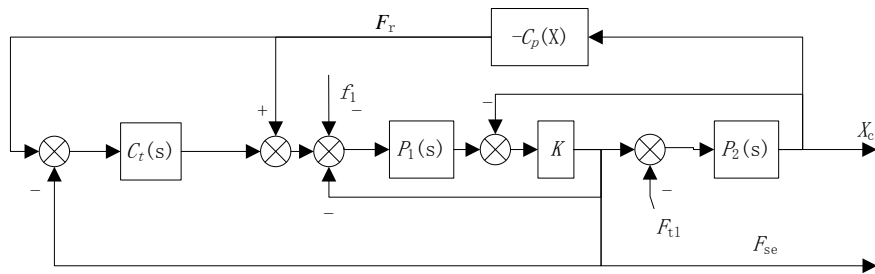 F_r
-C_p(X)
f_1
-
-
+
X_c
C_t(s)
P_1(s)
K
P_2(s)
-
-
-
F_t1
F_se